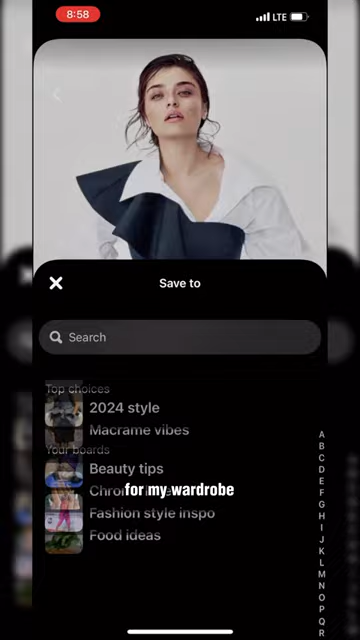 8:58
LTE
Save to
Search
Top choices
2024 style
Macrame vibes
Your boards
Beauty tips
for my wardrobe
Fashion style inspo
Food ideas
A
B
C
D
E
F
G
H
I
J
K
L
M
N
O
P
Q
R